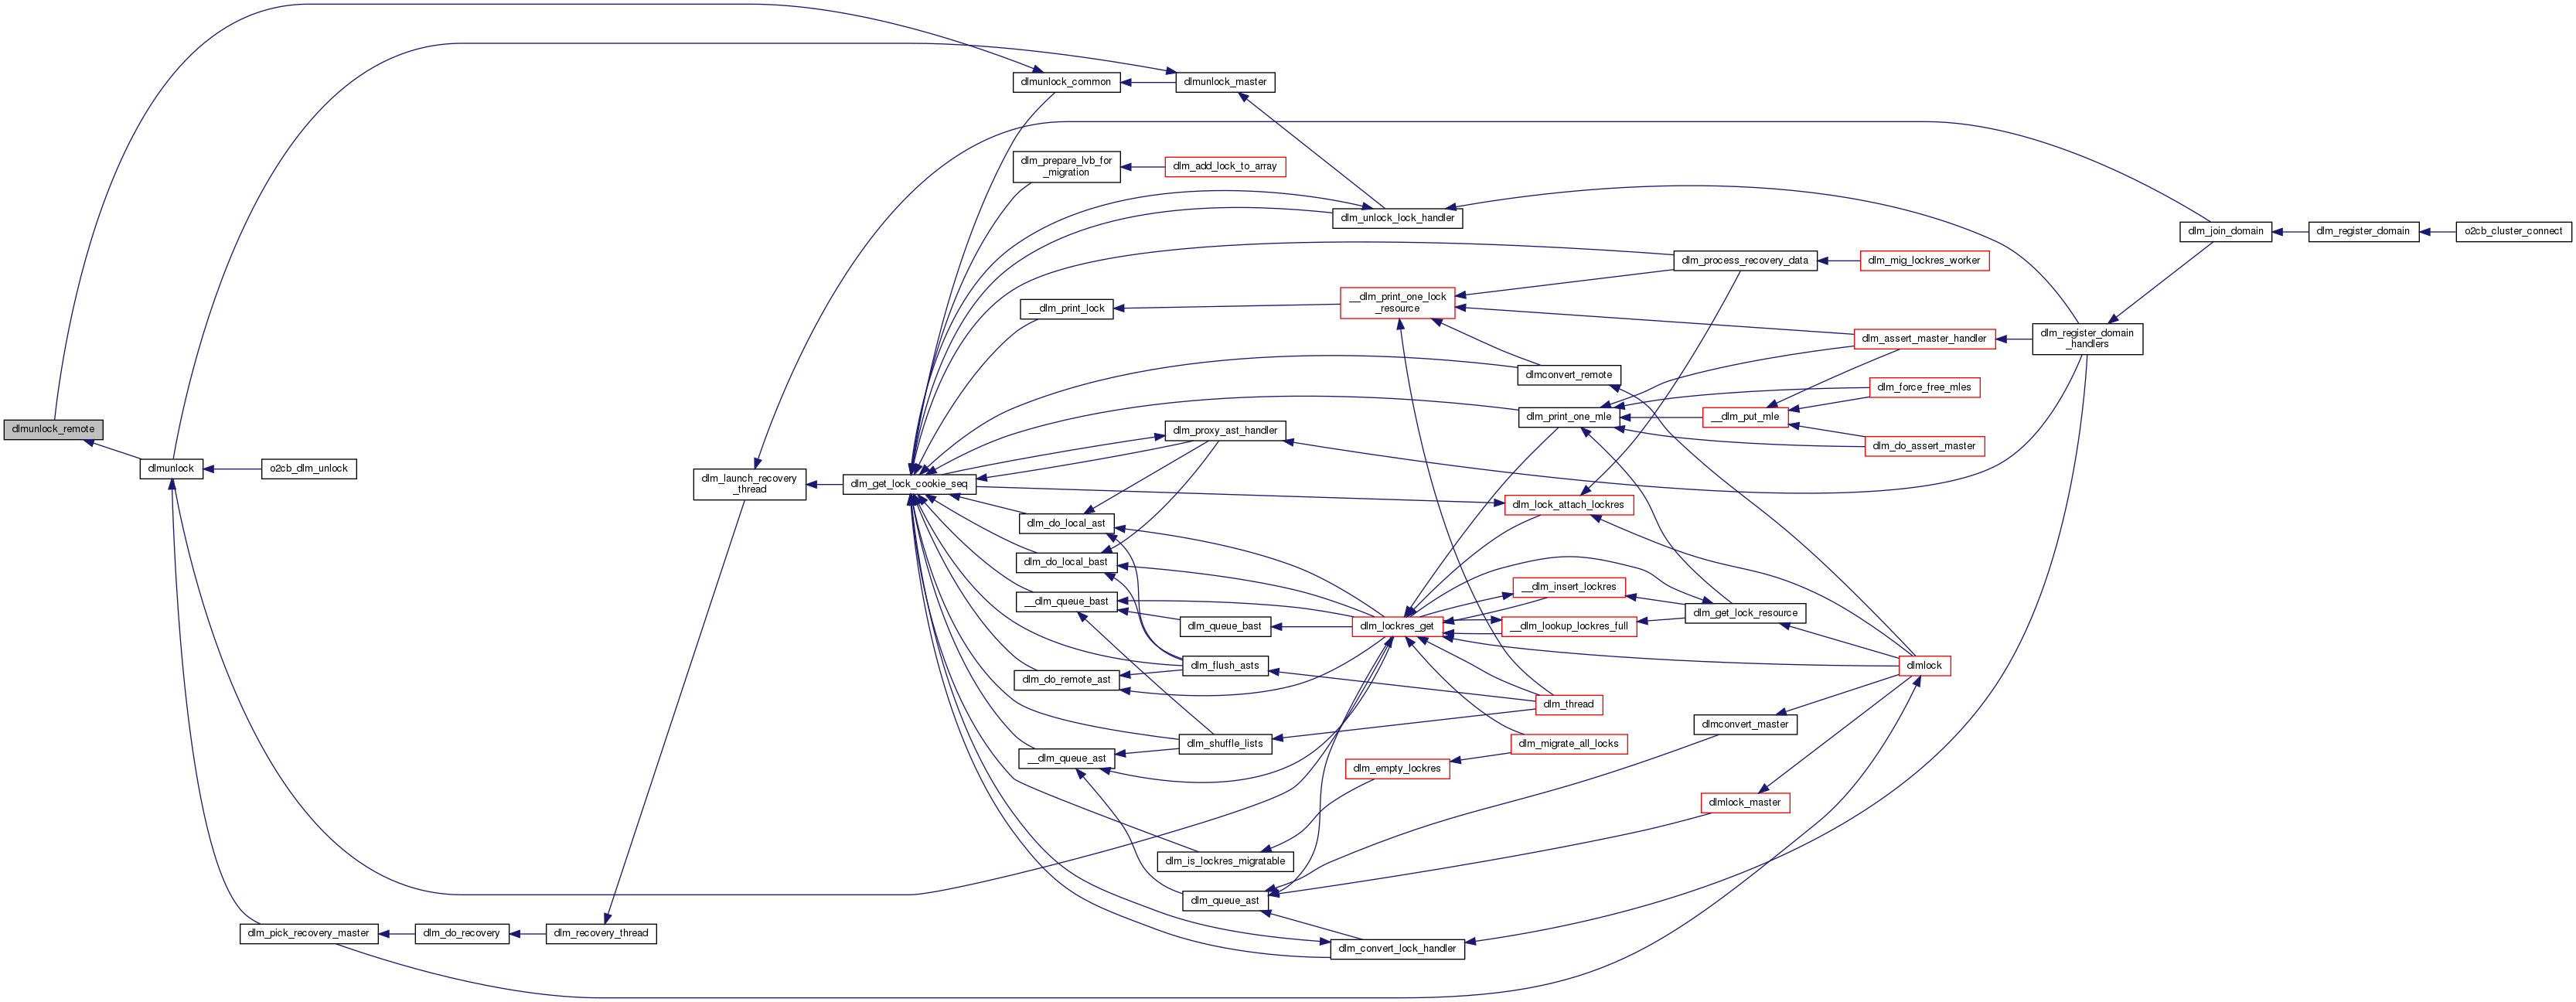 dlmunlock_common
dlmunlock_master
dlm_prepare_lvb_for
_migration
dlm_add_lock_to_array
dlm_unlock_lock_handler
dlm_join_domain
dlm_register_domain
o2cb_cluster_connect
dlm_process_recovery_data
dlm_mig_lockres_worker
__dlm_print_lock
__dlm_print_one_lock
_resource
dlm_assert_master_handler
dlm_register_domain
_handlers
dlmconvert_remote
dlm_force_free_mles
dlm_print_one_mle
__dlm_put_mle
dlmunlock_remote
dlm_proxy_ast_handler
dlm_do_assert_master
dlmunlock
o2cb_dlm_unlock
dlm_launch_recovery
_thread
dlm_get_lock_cookie_seq
dlm_lock_attach_lockres
dlm_do_local_ast
dlm_do_local_bast
__dlm_insert_lockres
__dlm_queue_bast
dlm_get_lock_resource
dlm_queue_bast
dlm_lockres_get
__dlm_lookup_lockres_full
dlm_flush_asts
dlmlock
dlm_do_remote_ast
dlm_thread
dlmconvert_master
dlm_shuffle_lists
dlm_migrate_all_locks
__dlm_queue_ast
dlm_empty_lockres
dlmlock_master
dlm_is_lockres_migratable
dlm_queue_ast
dlm_pick_recovery_master
dlm_do_recovery
dlm_recovery_thread
dlm_convert_lock_handler